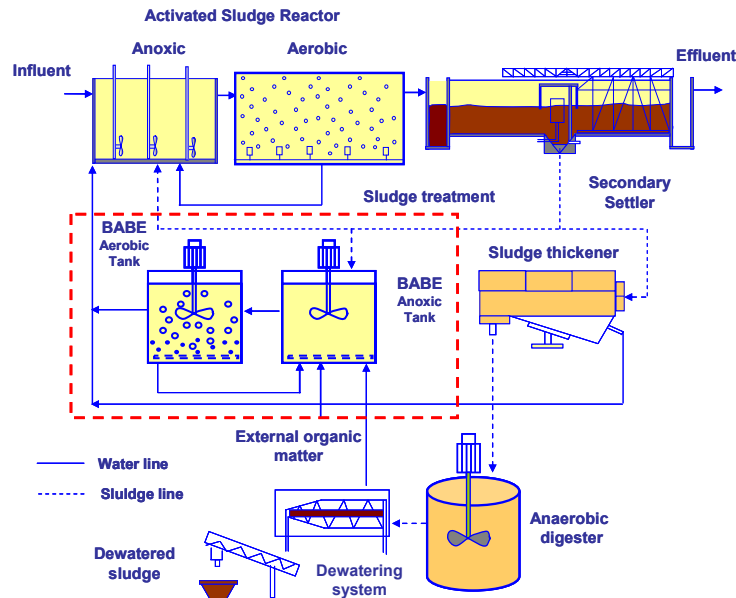 Activated Sludge Reactor
Anoxic
Aerobic
Influent
Effluent
Sludge treatment
Secondary
Settler
BABE
Aerobic
Tank
BABE
Anoxic
Tank
Sludge thickener
External organic
matter
Water line
Sluldge line
Anaerobic
digester
Dewatered
sludge
Dewatering
system